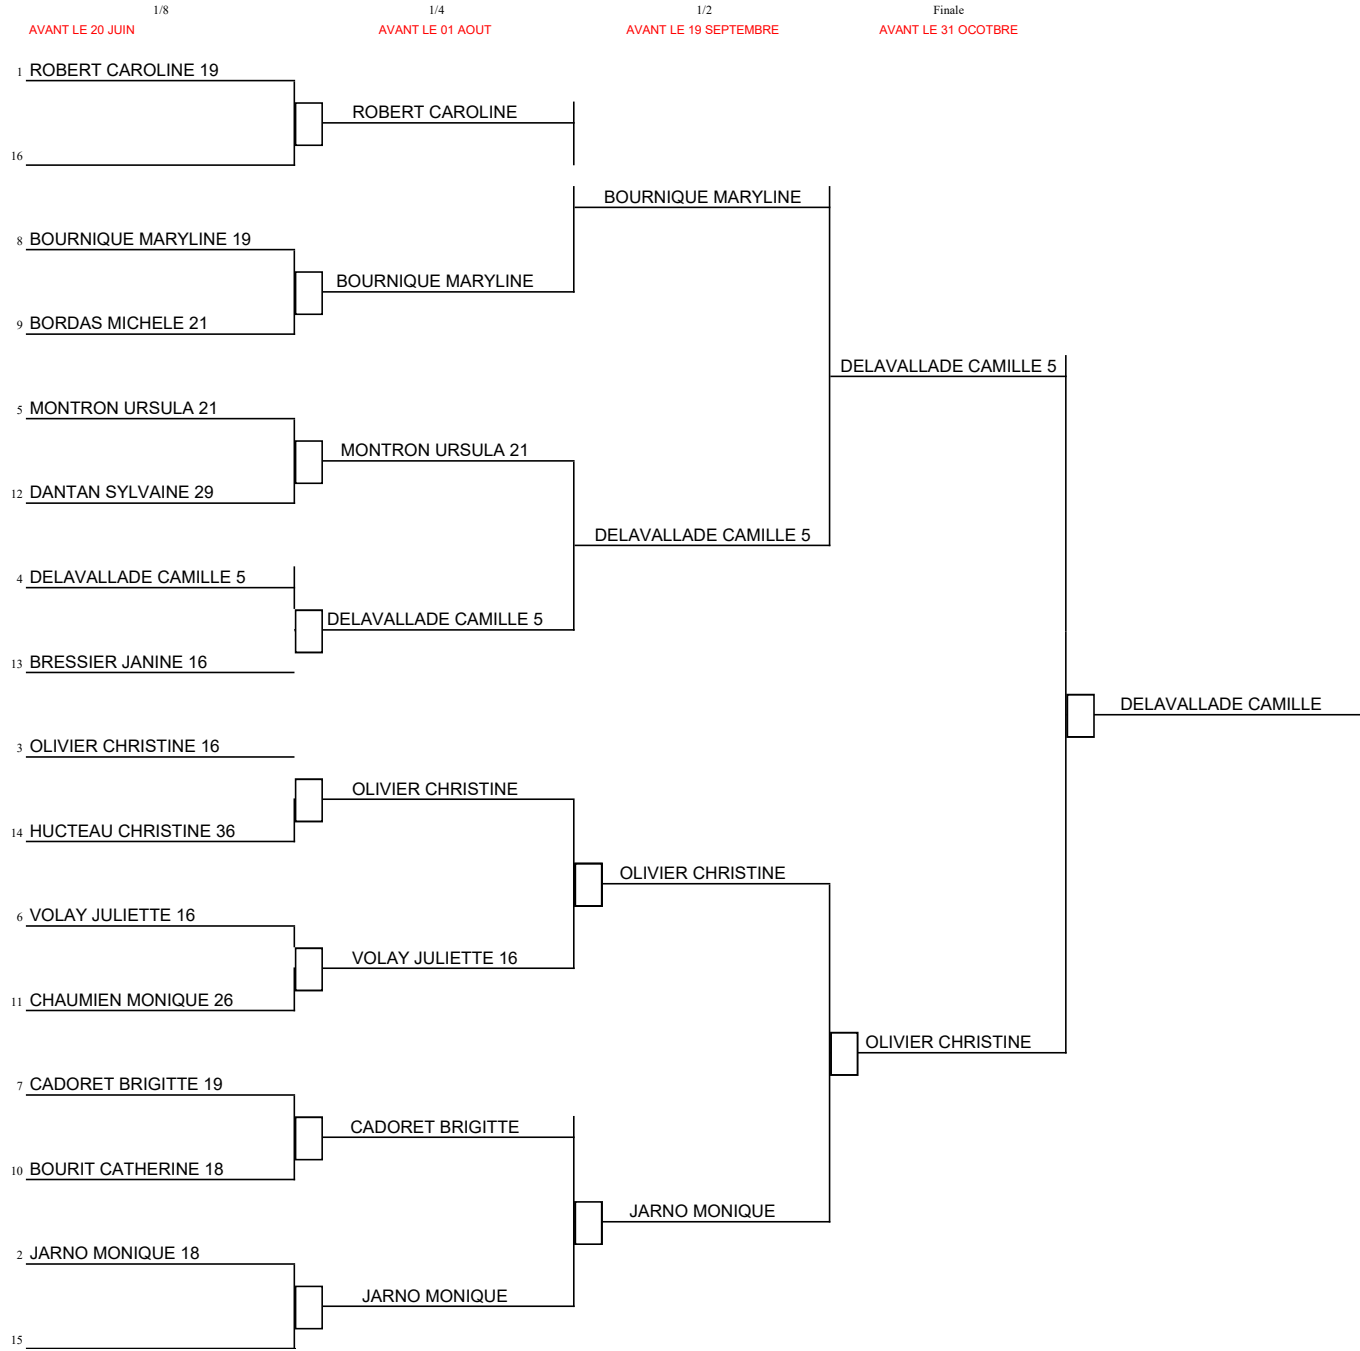 1/8 1/4 1/2 Finale
AVANT LE 20 JUIN AVANT LE 01 AOUT AVANT LE 19 SEPTEMBRE AVANT LE 31 OCOTBRE
1 ROBERT CAROLINE 19
ROBERT CAROLINE
16
BOURNIQUE MARYLINE
8 BOURNIQUE MARYLINE 19
BOURNIQUE MARYLINE
9 BORDAS MICHELE 21
DELAVALLADE CAMILLE 5
5 MONTRON URSULA 21
MONTRON URSULA 21
12 DANTAN SYLVAINE 29
DELAVALLADE CAMILLE 5
4 DELAVALLADE CAMILLE 5
DELAVALLADE CAMILLE 5
13 BRESSIER JANINE 16
DELAVALLADE CAMILLE
3 OLIVIER CHRISTINE 16
OLIVIER CHRISTINE
14 HUCTEAU CHRISTINE 36
OLIVIER CHRISTINE
6 VOLAY JULIETTE 16
VOLAY JULIETTE 16
11 CHAUMIEN MONIQUE 26
OLIVIER CHRISTINE
7 CADORET BRIGITTE 19
CADORET BRIGITTE
10 BOURIT CATHERINE 18
JARNO MONIQUE
2 JARNO MONIQUE 18
JARNO MONIQUE
15